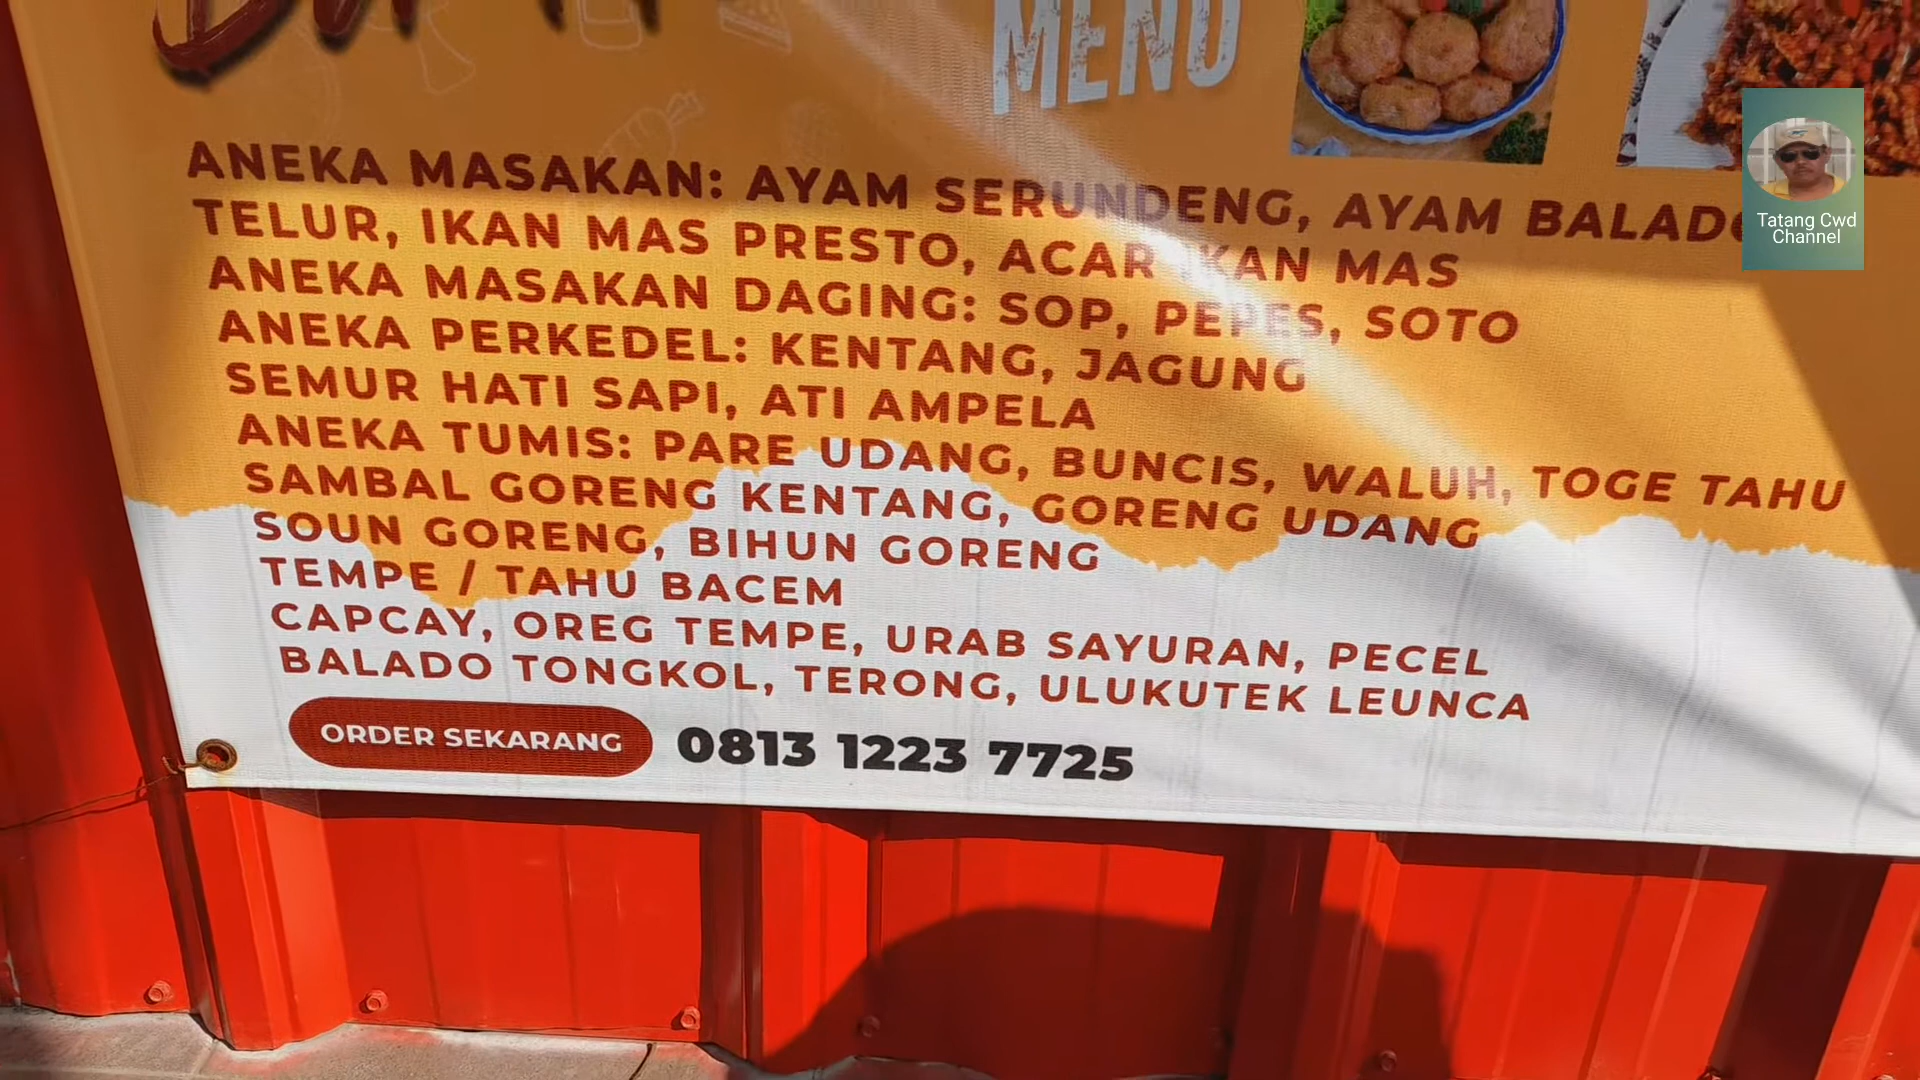 MENU
ANEKA MASAKAN: AYAM SERUNDENG, AYAM BALADO
TELUR, IKAN MAS PRESTO, ACAR IKAN MAS
ANEKA MASAKAN DAGING: SOP, PEPES, SOTO
ANEKA PERKEDEL: KENTANG, JAGUNG
SEMUR HATI SAPI, ATI AMPELA
ANEKA TUMIS: PARE UDANG, BUNCIS, WALUH, TOGE TAHU
SAMBAL GORENG KENTANG, GORENG UDANG
SOUN GORENG, BIHUN GORENG
TEMPE / TAHU BACEM
CAPCAY, OREG TEMPE, URAB SAYURAN, PECEL
BALADO TONGKOL, TERONG, ULUKUTEK LEUNCA
ORDER SEKARANG 0813 1223 7725
Tatang Cwd
Channel